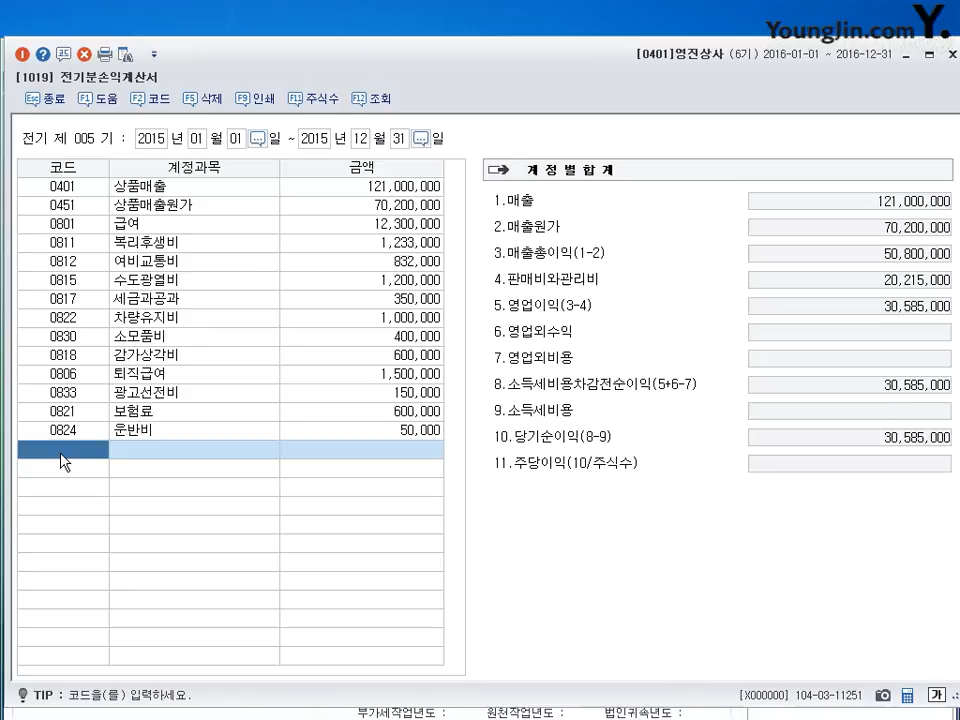 YoungJin.com Y.
[0401]영진상사 (6기) 2016-01-01 ~ 2016-12-31
[1019] 전기분손익계산서
Esc 종료 F1 도움 F2 코드 F5 삭제 F9 인쇄 F11 주식수 F12 조회
전기 제 005 기 : 2015 년 01 월 01 일 ~ 2015 년 12 월 31 일
코드 계정과목 금액
0401 상품매출 121,000,000
0451 상품매출원가 70,200,000
0801 급여 12,300,000
0811 복리후생비 1,233,000
0812 여비교통비 832,000
0815 수도광열비 1,200,000
0817 세금과공과 350,000
0822 차량유지비 1,000,000
0830 소모품비 400,000
0818 감가상각비 600,000
0806 퇴직급여 1,500,000
0833 광고선전비 150,000
0821 보험료 600,000
0824 운반비 50,000
계 정 별 합 계
1.매출 121,000,000
2.매출원가 70,200,000
3.매출총이익(1-2) 50,800,000
4.판매비와관리비 20,215,000
5.영업이익(3-4) 30,585,000
6.영업외수익
7.영업외비용
8.소득세비용차감전순이익(5+6-7) 30,585,000
9.소득세비용
10.당기순이익(8-9) 30,585,000
11.주당이익(10/주식수)
TIP : 코드을(를) 입력하세요.
[X000000] 104-03-11251 가
부가세작업년도 : 원천작업년도 : 법인귀속년도 :